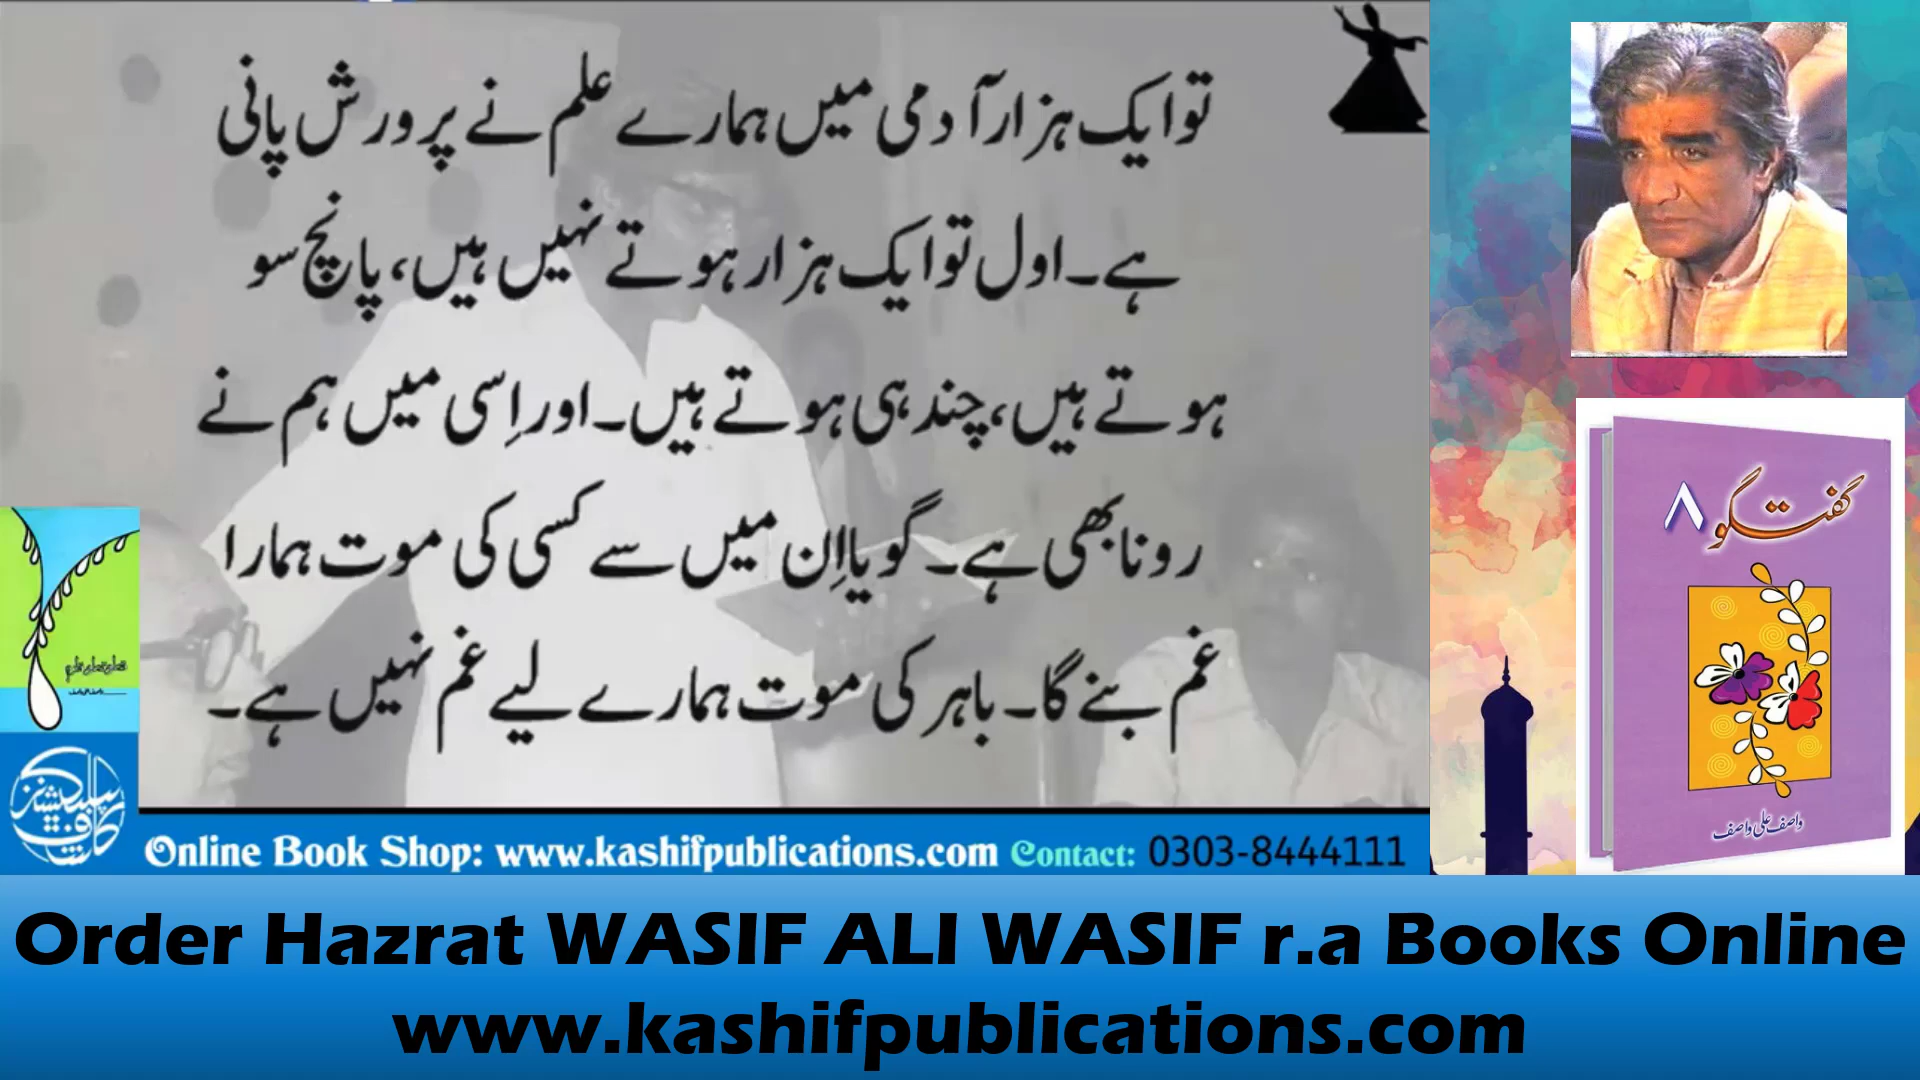 تو ایک ہزار آدمی میں ہمارے علم نے پرورش پانی
ہے۔ اول تو ایک ہزار ہوتے نہیں ہیں، پانچ سو
ہوتے ہیں، چند ہی ہوتے ہیں۔ اور اِسی میں ہم نے
رونا بھی ہے۔ گویا اِن میں سے کسی کی موت ہمارا
غم بنے گا۔ باہر کی موت ہمارے لیے غم نہیں ہے۔
گفتگو ۸
واصف علی واصف
کاشف پبلیکیشنز
Online Book Shop: www.kashifpublications.com Contact: 0303-8444111
Order Hazrat WASIF ALI WASIF r.a Books Online
www.kashifpublications.com